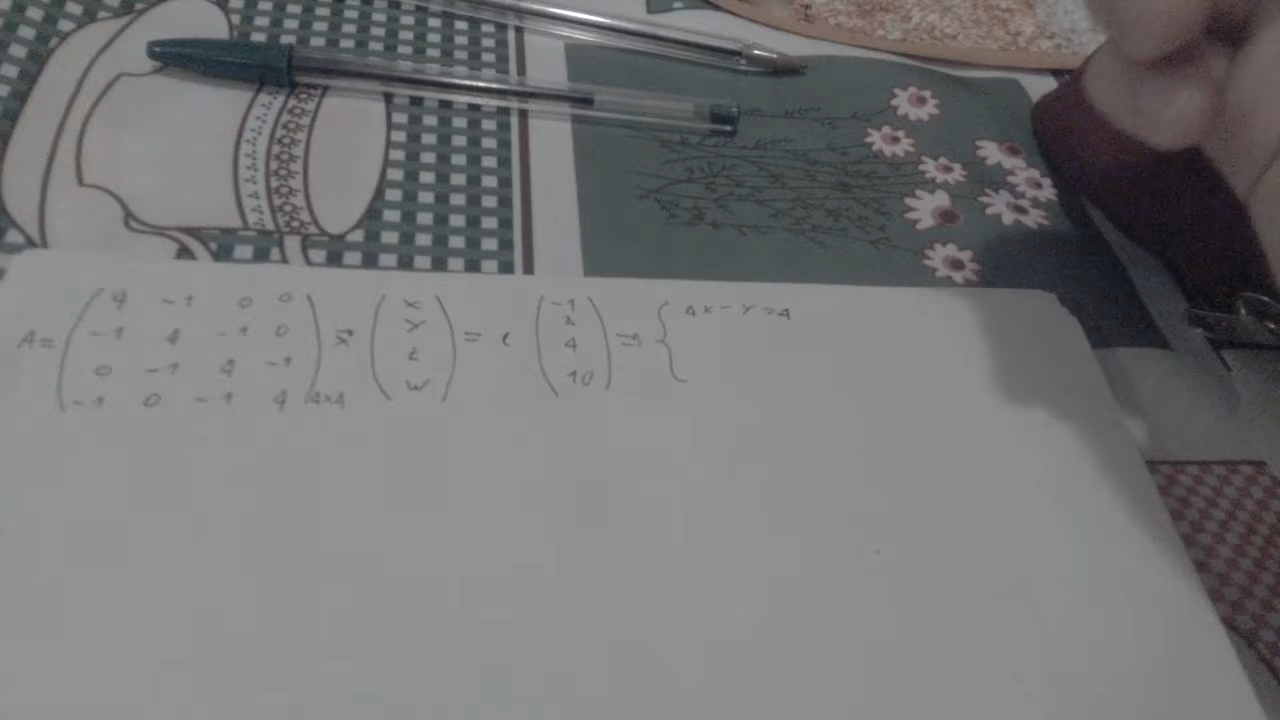 A = ( 4 -1 0 0 ) x ( x ) = c ( -1 ) => { 4x - y = 4
-1 4 -1 0 y
0 -1 4 -1 z 4
-1 0 -1 4 4x4 w 10